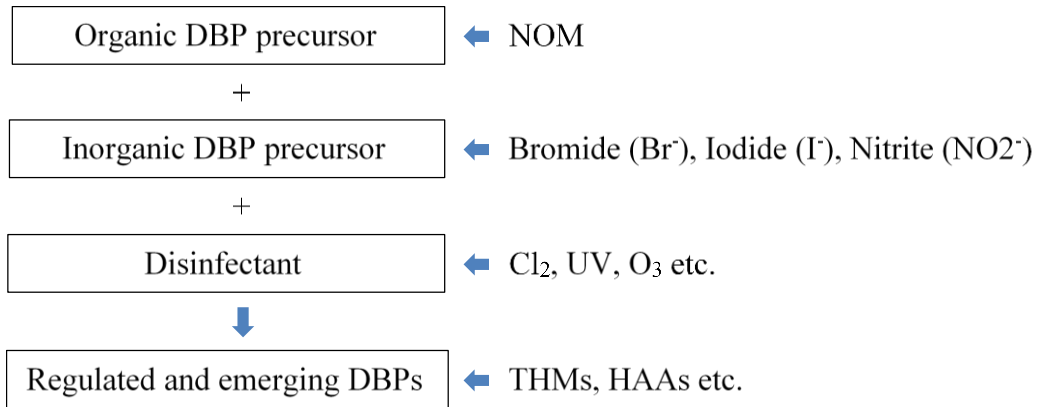 Organic DBP precursor NOM
+
Inorganic DBP precursor Bromide (Br⁻), Iodide (I⁻), Nitrite (NO2⁻)
+
Disinfectant Cl₂, UV, O₃ etc.
Regulated and emerging DBPs THMs, HAAs etc.